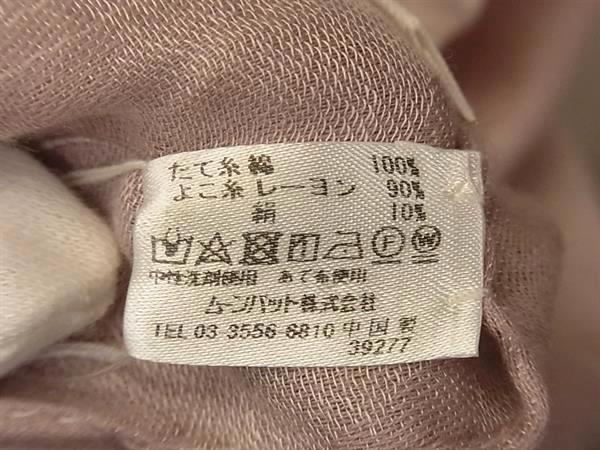 たて糸 綿 100%
よこ糸 レーヨン 90%
絹 10%
F W
中性洗剤使用 あて布使用
ムーンバット株式会社
TEL 03 3556 6810 中国製
39277